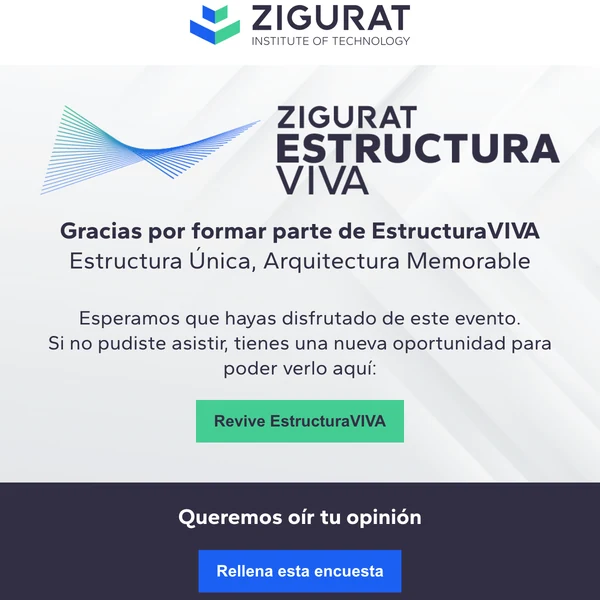 ZIGURAT
INSTITUTE OF TECHNOLOGY
ZIGURAT
ESTRUCTURA
VIVA
Gracias por formar parte de EstructuraVIVA
Estructura Única, Arquitectura Memorable
Esperamos que hayas disfrutado de este evento.
Si no pudiste asistir, tienes una nueva oportunidad para
poder verlo aquí:
Revive EstructuraVIVA
Queremos oír tu opinión
Rellena esta encuesta